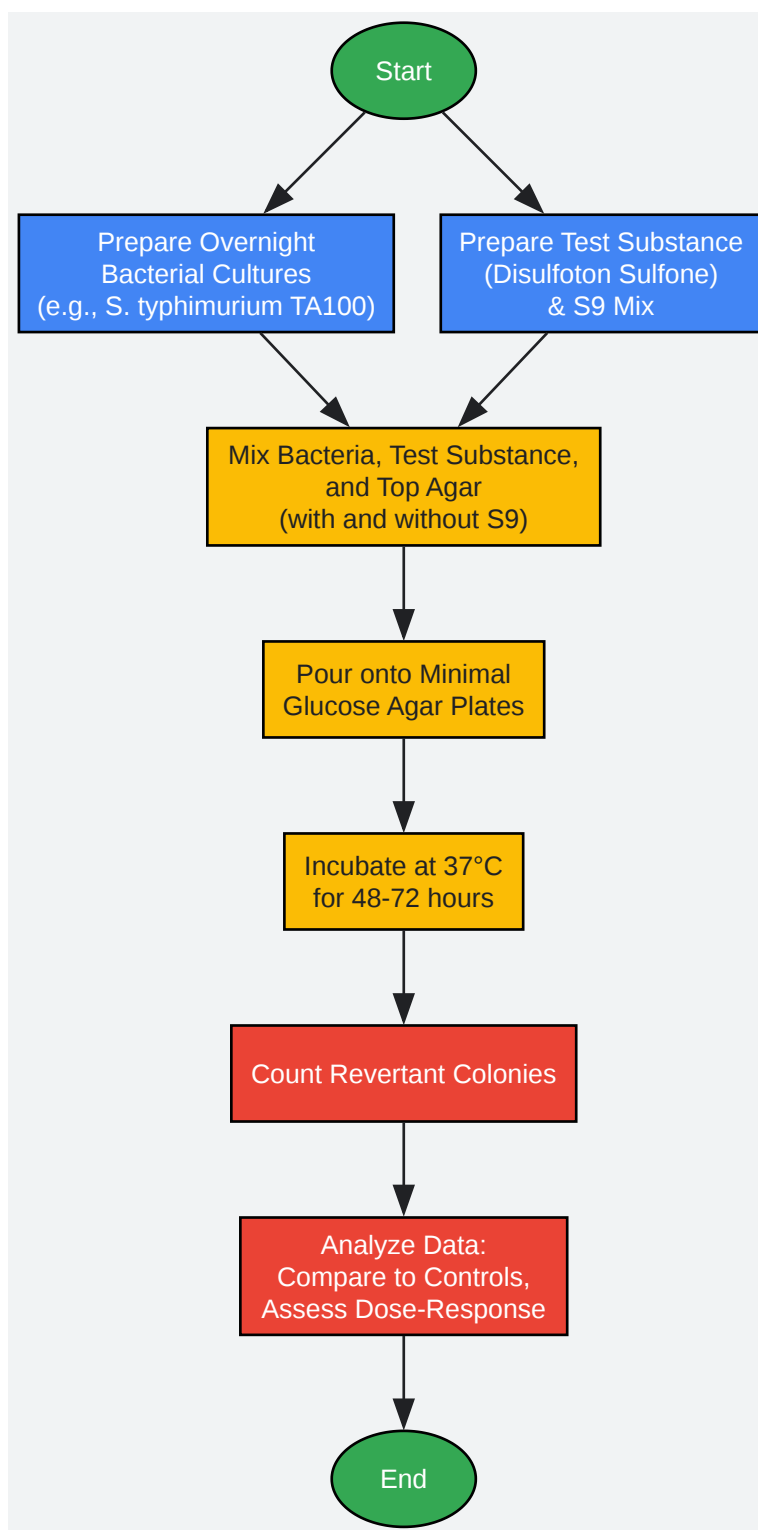 Start
Prepare Overnight
Bacterial Cultures
(e.g., S. typhimurium TA100)
Prepare Test Substance
(Disulfoton Sulfone)
& S9 Mix
Mix Bacteria, Test Substance,
and Top Agar
(with and without S9)
Pour onto Minimal
Glucose Agar Plates
Incubate at 37°C
for 48-72 hours
Count Revertant Colonies
Analyze Data:
Compare to Controls,
Assess Dose-Response
End